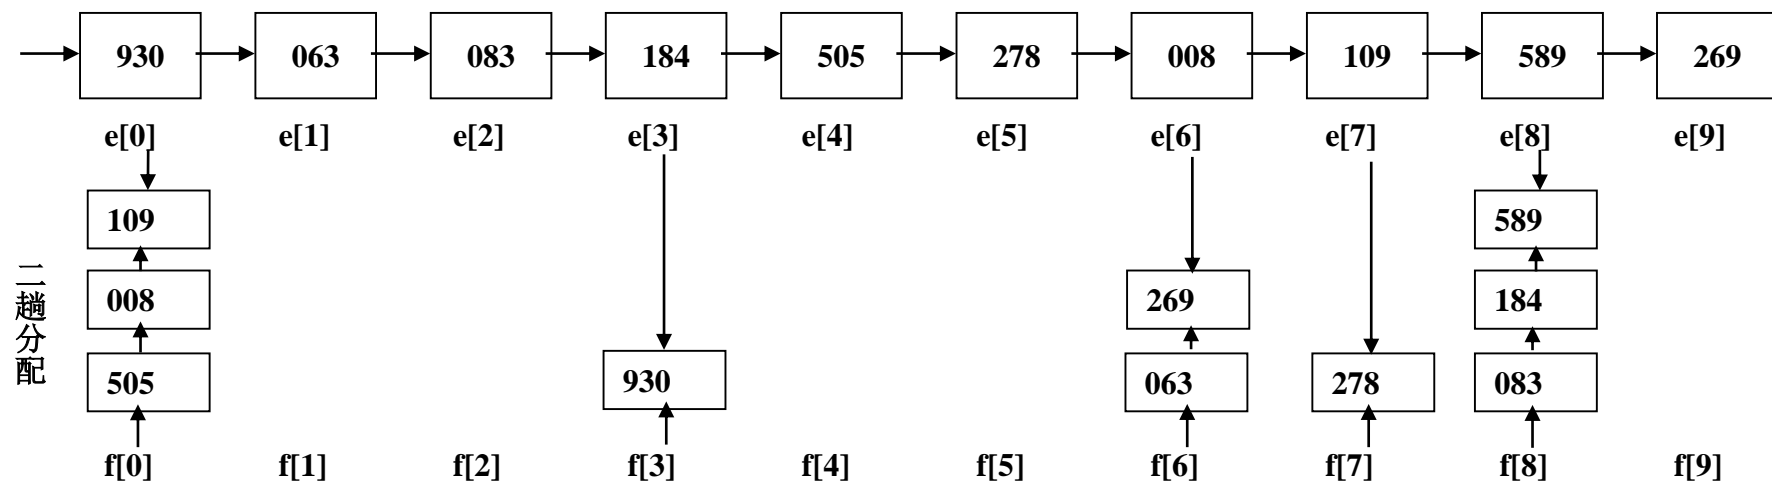 930 063 083 184 505 278 008 109 589 269
e[0] e[1] e[2] e[3] e[4] e[5] e[6] e[7] e[8] e[9]
109 589
008 269 184
505 930 063 278 083
f[0] f[1] f[2] f[3] f[4] f[5] f[6] f[7] f[8] f[9]
二趟分配